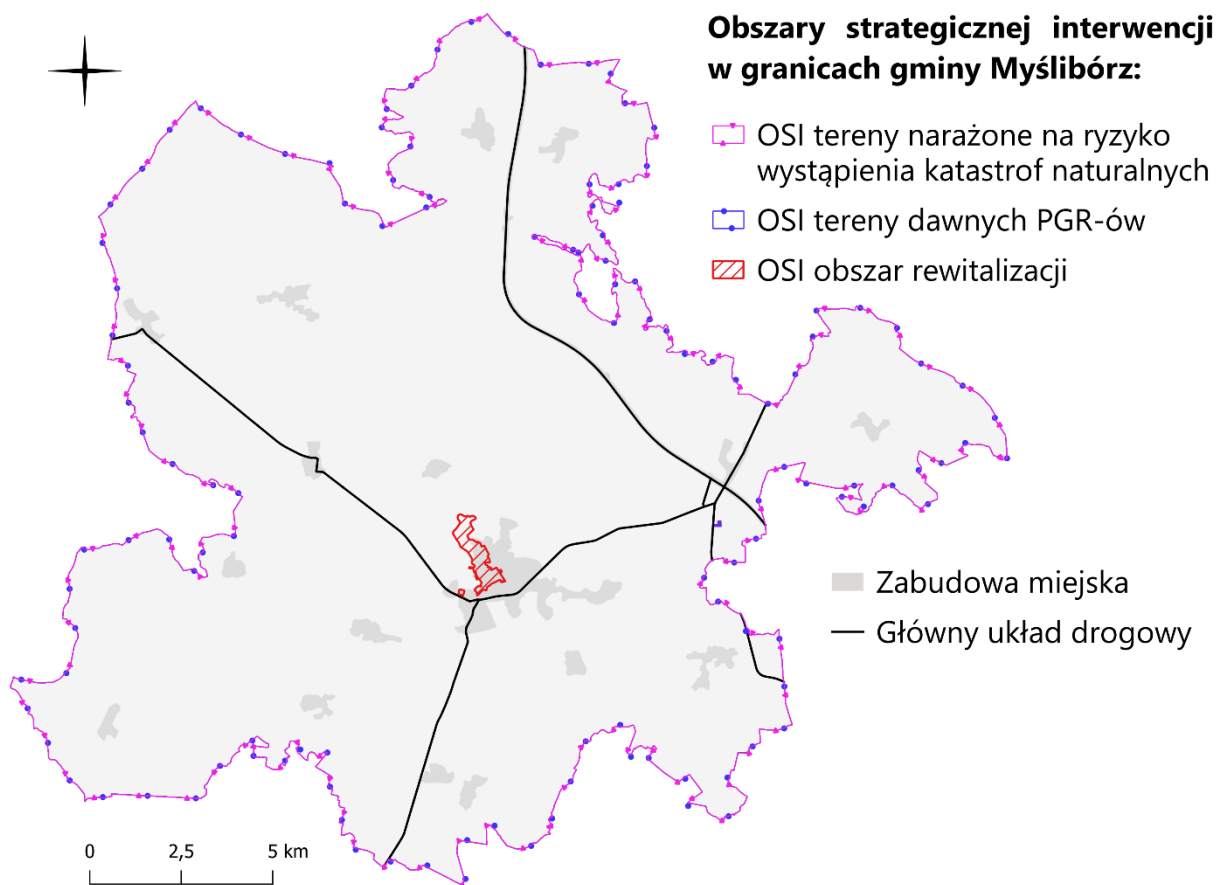 Obszary strategicznej interwencji
w granicach gminy Myślibórz:
OSI tereny narażone na ryzyko
wystąpienia katastrof naturalnych
OSI tereny dawnych PGR-ów
OSI obszar rewitalizacji
Zabudowa miejska
Główny układ drogowy
0 2,5 5 km